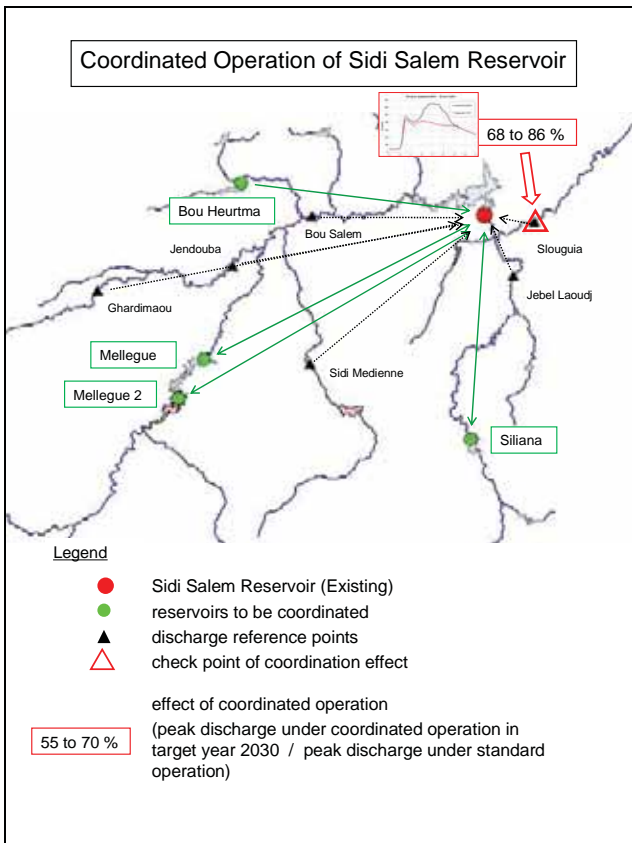 Coordinated Operation of Sidi Salem Reservoir
68 to 86 %
Bou Heurtma
Bou Salem
Slouguia
Jendouba
Jebel Laoudj
Ghardimaou
Mellegue
Sidi Medienne
Mellegue 2
Siliana
Legend
Sidi Salem Reservoir (Existing)
reservoirs to be coordinated
discharge reference points
check point of coordination effect
effect of coordinated operation
55 to 70 %
(peak discharge under coordinated operation in
target year 2030 / peak discharge under standard
operation)